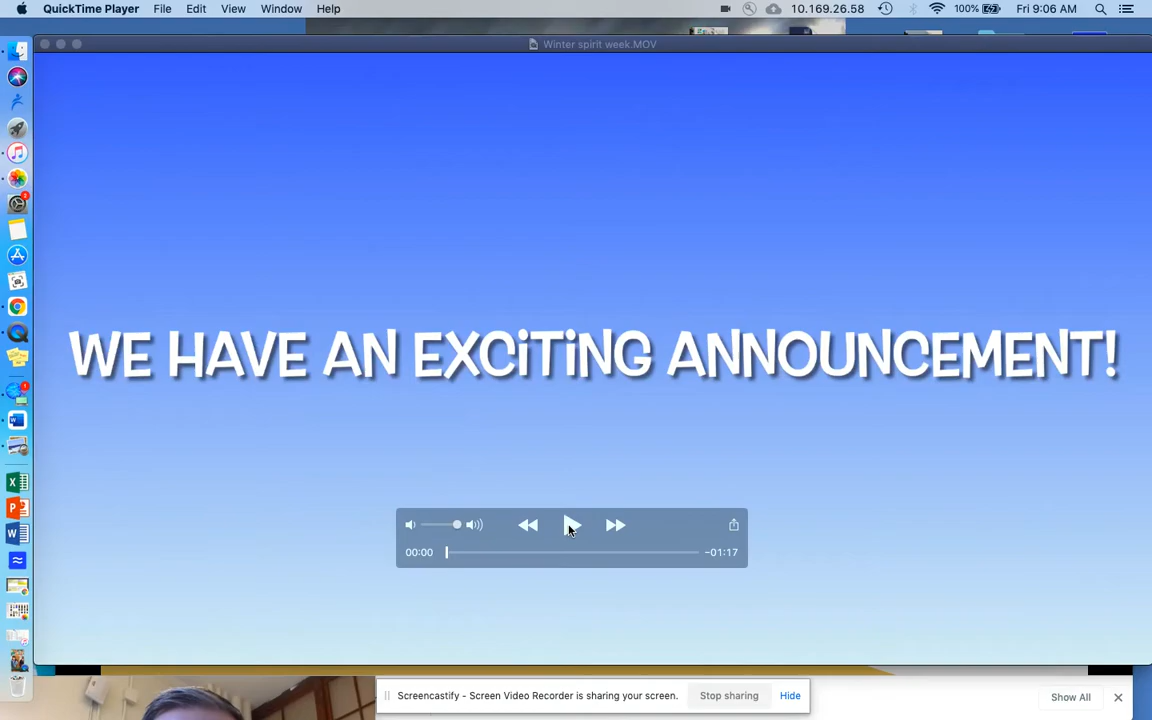 QuickTime Player File Edit View Window Help 10.169.26.58 100% Fri 9:06 AM
Winter spirit week.MOV
WE HAVE AN EXCiTiNG ANNOUNCEMENT!
00:00 -01:17
Screencastify - Screen Video Recorder is sharing your screen. Stop sharing Hide
Show All